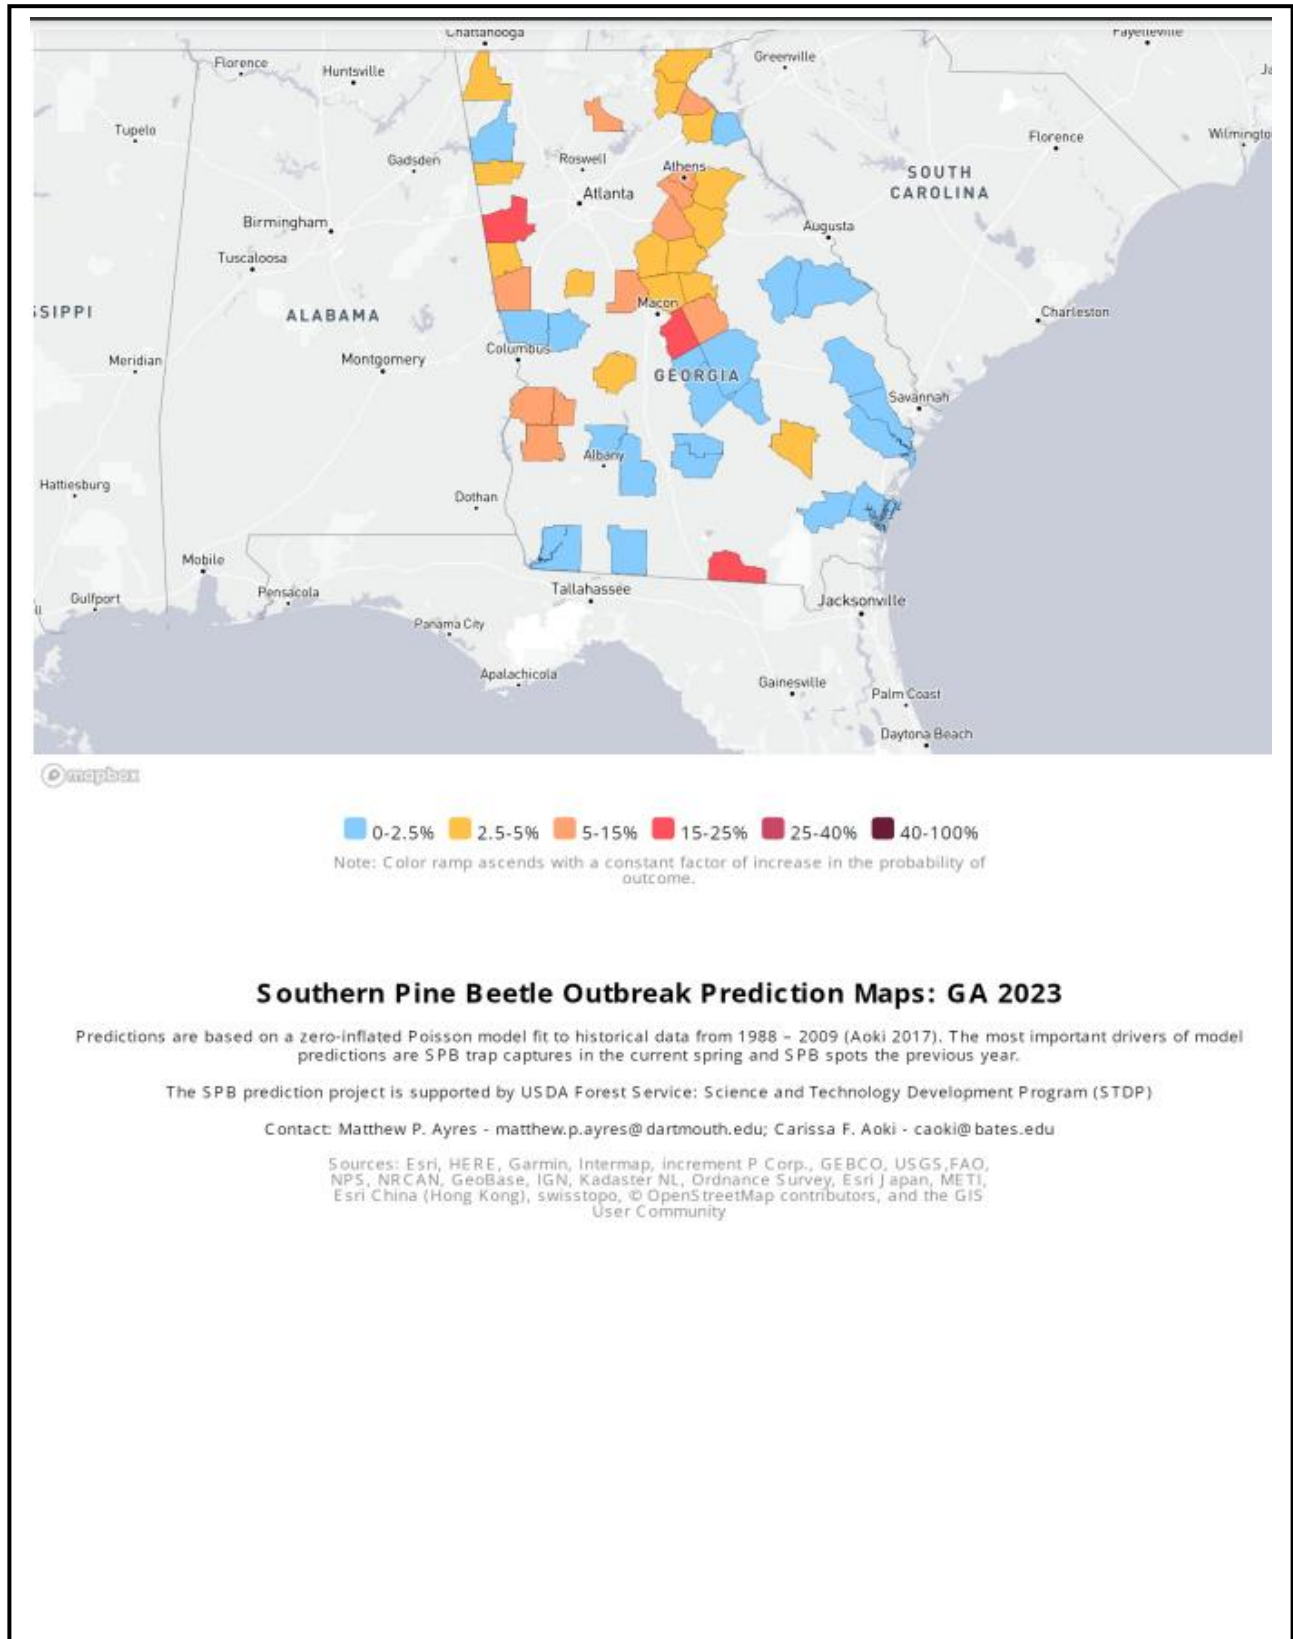 Chattanooga
Fayetteville
Florence
Huntsville
Greenville
Tupelo
Gadsden
Roswell
Athens
Florence
Wilmingto
Atlanta
SOUTH
CAROLINA
Birmingham
Augusta
Tuscaloosa
SSIPPI
ALABAMA
Macon
Charleston
Meridian
Montgomery
Columbus
GEORGIA
Savannah
Albany
Hattiesburg
Dothan
Mobile
Pensacola
Tallahassee
Gulfport
Jacksonville
Panama City
Apalachicola
Gainesville
Palm Coast
Daytona Beach
mapbox
0-2.5% 2.5-5% 5-15% 15-25% 25-40% 40-100%
Note: Color ramp ascends with a constant factor of increase in the probability of
outcome.
Southern Pine Beetle Outbreak Prediction Maps: GA 2023
Predictions are based on a zero-inflated Poisson model fit to historical data from 1988 – 2009 (Aoki 2017). The most important drivers of model
predictions are SPB trap captures in the current spring and SPB spots the previous year.
The SPB prediction project is supported by USDA Forest Service: Science and Technology Development Program (STDP)
Contact: Matthew P. Ayres - matthew.p.ayres@dartmouth.edu; Carissa F. Aoki - caoki@bates.edu
Sources: Esri, HERE, Garmin, Intermap, increment P Corp., GEBCO, USGS,FAO,
NPS, NRCAN, GeoBase, IGN, Kadaster NL, Ordnance Survey, Esri Japan, METI,
Esri China (Hong Kong), swisstopo, © OpenStreetMap contributors, and the GIS
User Community